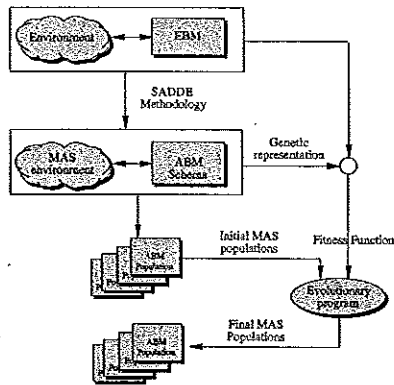 Environment
EBM
SADDE
Methodology
Genetic
representation
MAS
environment
ABM
Schema
Initial MAS
populations
Fitness Function
ABM
Population
Evolutionary
program
Final MAS
Populations
ABM
Population